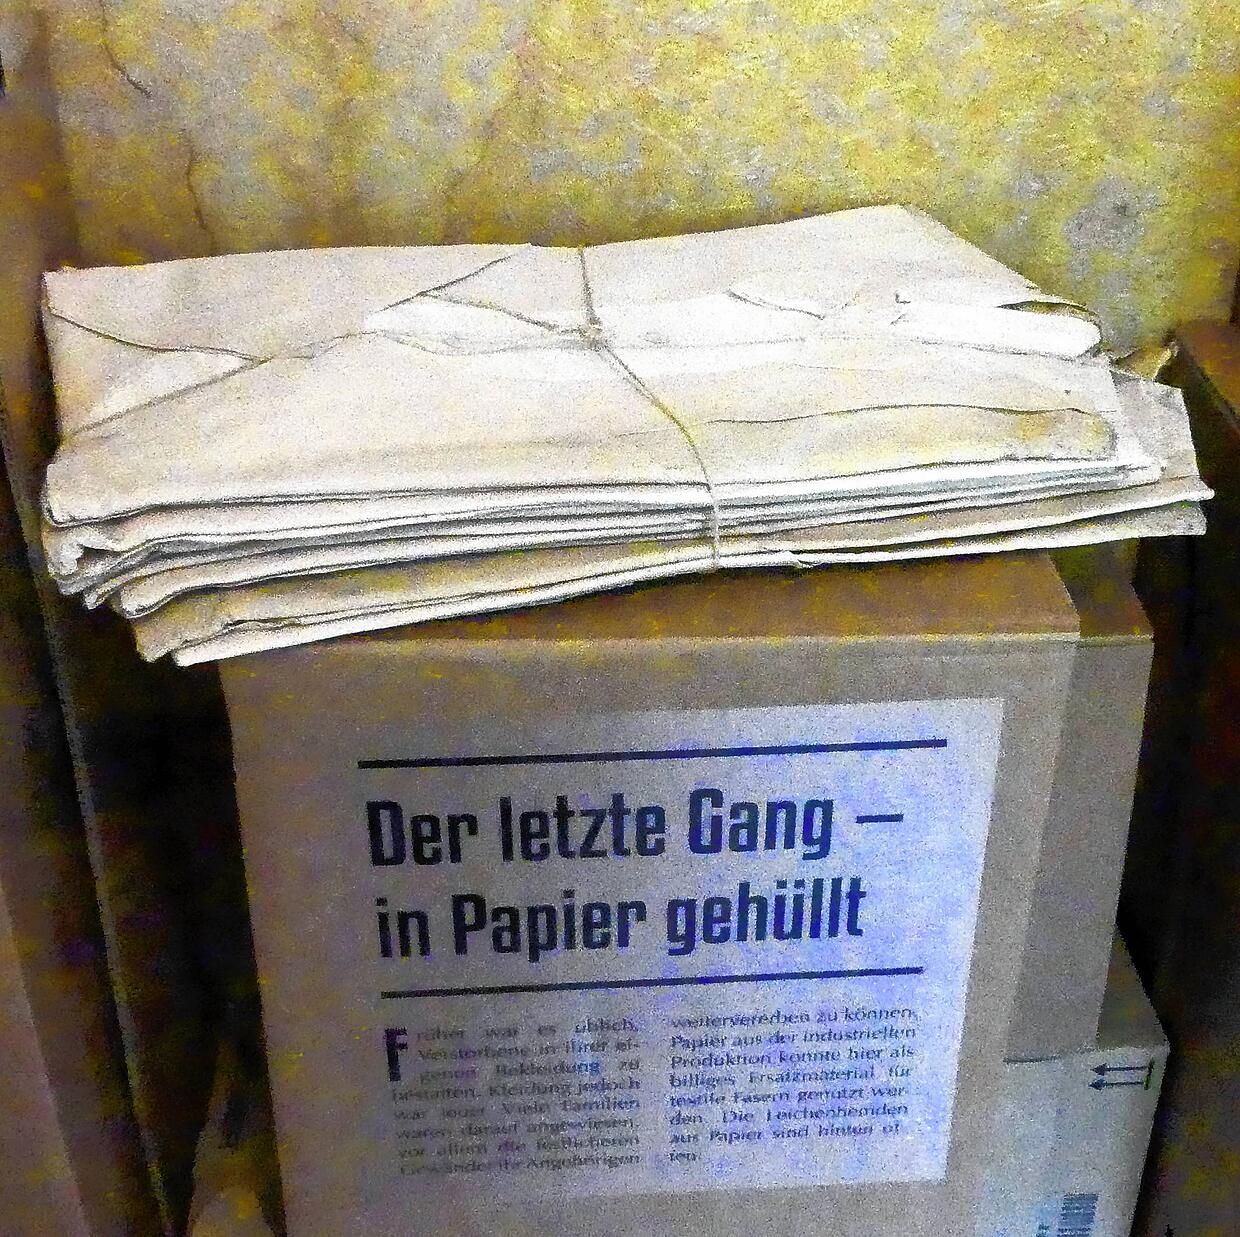 Der letzte Gang –
in Papier gehüllt
Früher war es üblich,
Verstorbene in ihrer ei-
genen Bekleidung zu
bestatten. Kleidung jedoch
war teuer. Viele Familien
waren darauf angewiesen,
vor allem die festlicheren
Gewänder ihr Angehörigen
weitervererben zu können.
Papier aus der industriellen
Produktion konnte hier als
billiges Ersatzmaterial für
textile Fasern genutzt wer-
den. Die Leichenhemden
aus Papier sind hinten of
fen.